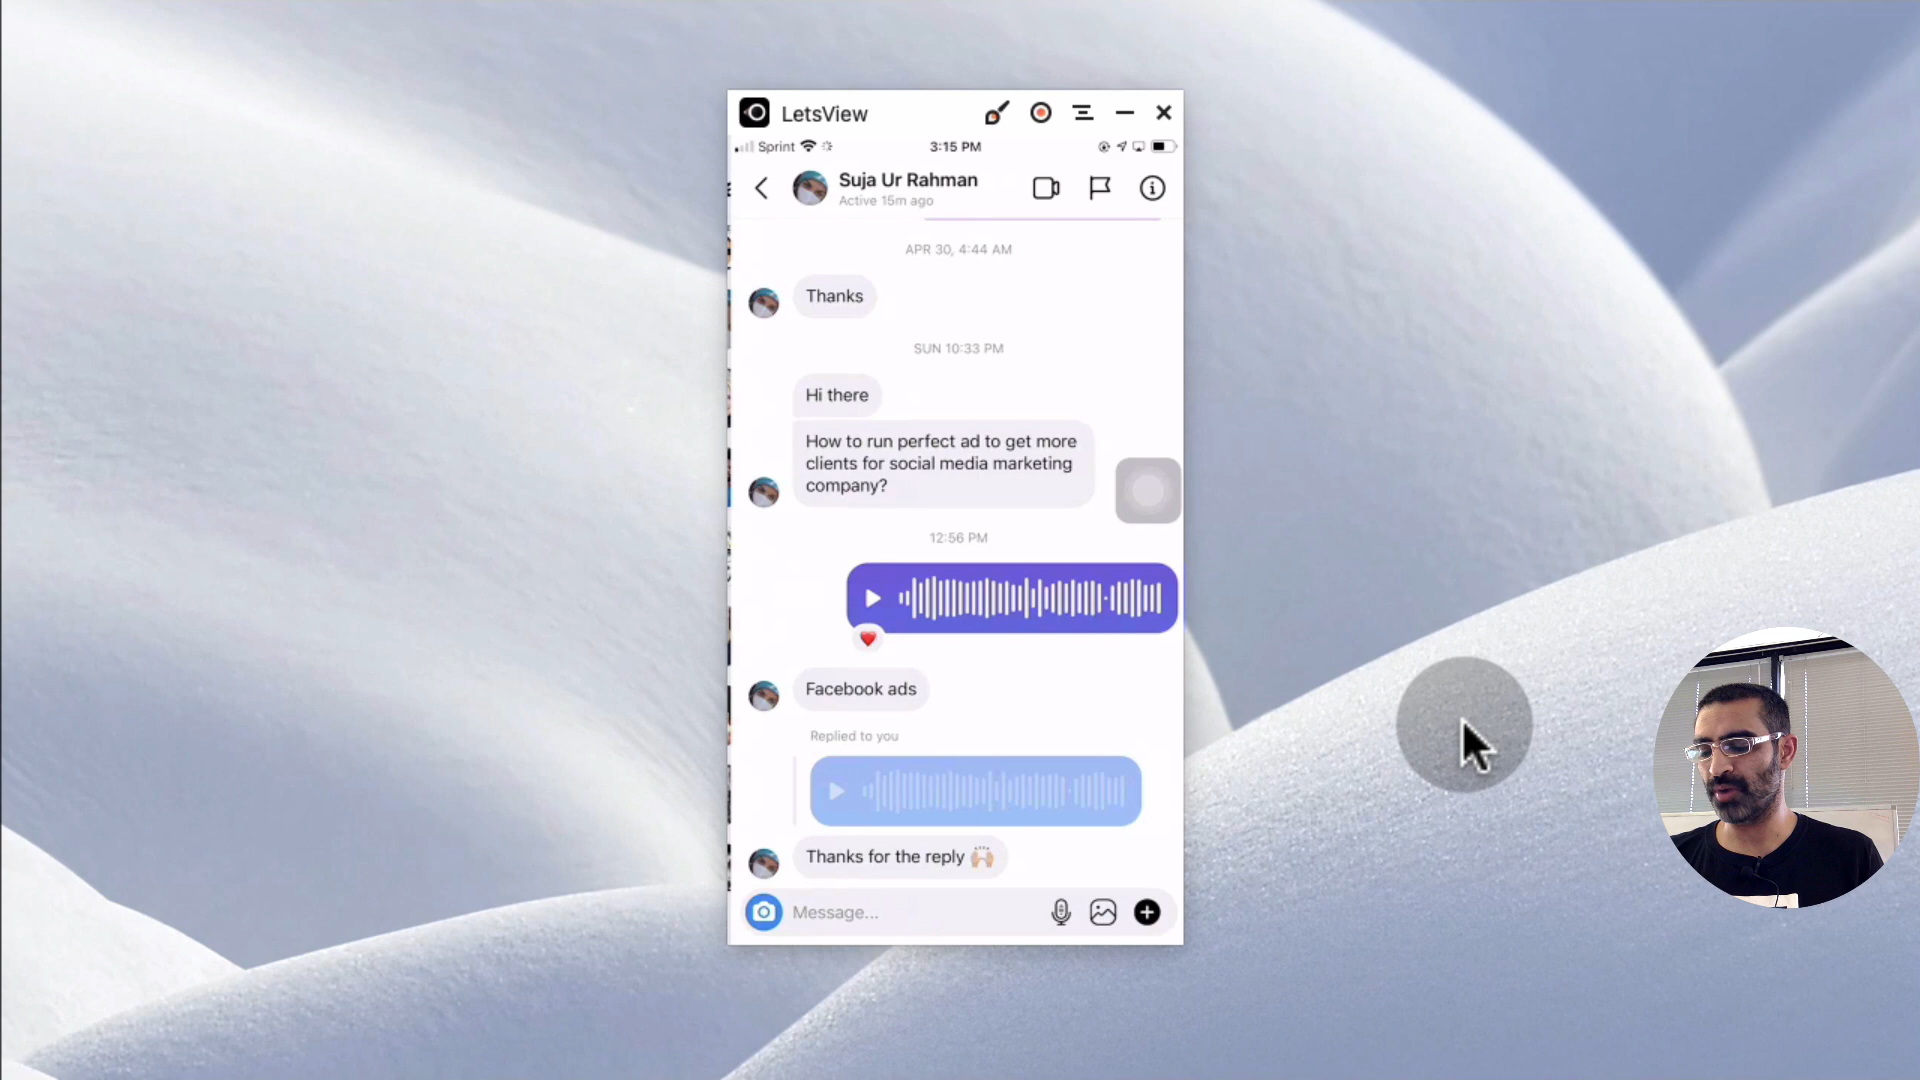 LetsView
Sprint
3:15 PM
Suja Ur Rahman
Active 15m ago
APR 30, 4:44 AM
Thanks
SUN 10:33 PM
Hi there
How to run perfect ad to get more
clients for social media marketing
company?
12:56 PM
Facebook ads
Replied to you
Thanks for the reply 🙌🏼
Message...